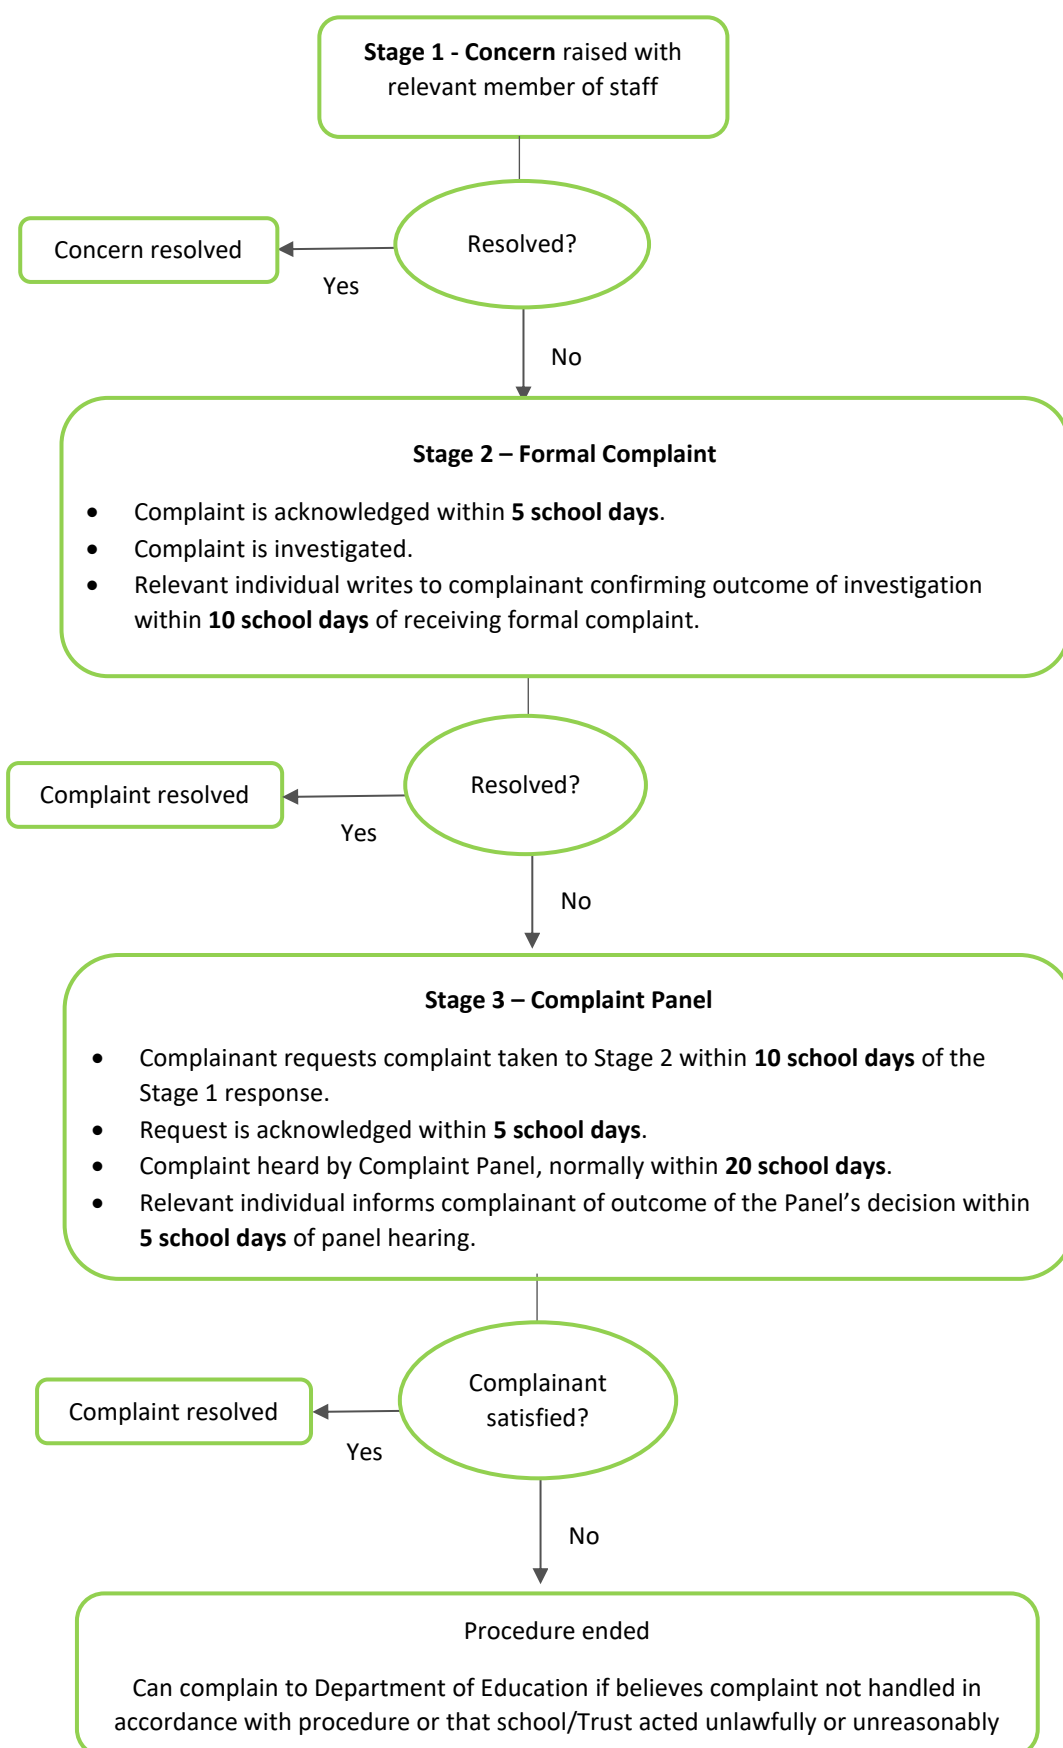 Stage 1 - Concern raised with
relevant member of staff
Resolved?
Concern resolved
Yes
No
Stage 2 – Formal Complaint
• Complaint is acknowledged within 5 school days.
• Complaint is investigated.
• Relevant individual writes to complainant confirming outcome of investigation
within 10 school days of receiving formal complaint.
Resolved?
Complaint resolved
Yes
No
Stage 3 – Complaint Panel
• Complainant requests complaint taken to Stage 2 within 10 school days of the
Stage 1 response.
• Request is acknowledged within 5 school days.
• Complaint heard by Complaint Panel, normally within 20 school days.
• Relevant individual informs complainant of outcome of the Panel’s decision within
5 school days of panel hearing.
Complainant
satisfied?
Complaint resolved
Yes
No
Procedure ended
Can complain to Department of Education if believes complaint not handled in
accordance with procedure or that school/Trust acted unlawfully or unreasonably